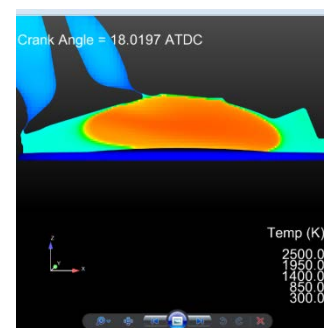 Crank Angle = 18.0197 ATDC
Z
Y
X
Temp (K)
2500.0
1950.0
1400.0
850.0
300.0